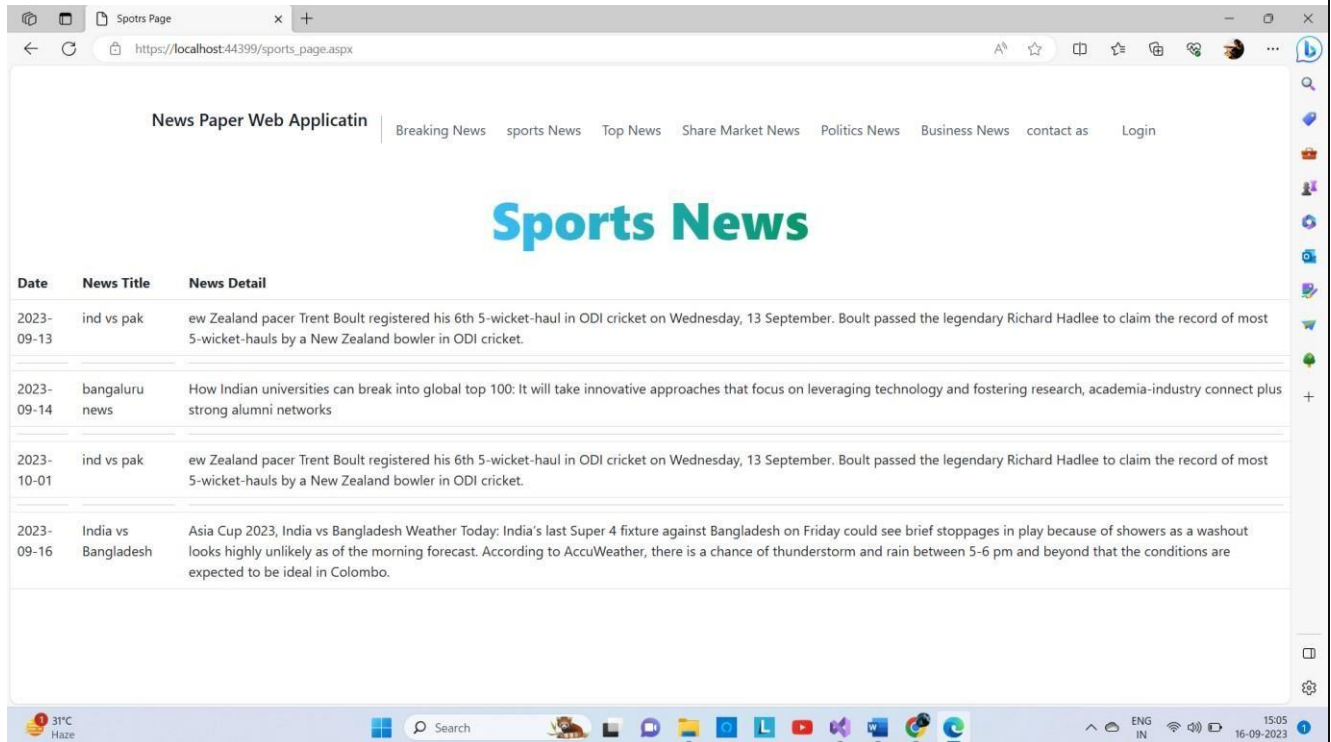 Spotrs Page
https://localhost:44399/sports_page.aspx
News Paper Web Applicatin
Breaking News sports News Top News Share Market News Politics News Business News contact as Login
Sports News
Date News Title News Detail
2023- ind vs pak ew Zealand pacer Trent Boult registered his 6th 5-wicket-haul in ODI cricket on Wednesday, 13 September. Boult passed the legendary Richard Hadlee to claim the record of most
09-13 5-wicket-hauls by a New Zealand bowler in ODI cricket.
2023- bangaluru How Indian universities can break into global top 100: It will take innovative approaches that focus on leveraging technology and fostering research, academia-industry connect plus
09-14 news strong alumni networks
2023- ind vs pak ew Zealand pacer Trent Boult registered his 6th 5-wicket-haul in ODI cricket on Wednesday, 13 September. Boult passed the legendary Richard Hadlee to claim the record of most
10-01 5-wicket-hauls by a New Zealand bowler in ODI cricket.
2023- India vs Asia Cup 2023, India vs Bangladesh Weather Today: India’s last Super 4 fixture against Bangladesh on Friday could see brief stoppages in play because of showers as a washout
09-16 Bangladesh looks highly unlikely as of the morning forecast. According to AccuWeather, there is a chance of thunderstorm and rain between 5-6 pm and beyond that the conditions are
expected to be ideal in Colombo.
1 31°C
Haze
Search
L
W
ENG
IN
15:05
16-09-2023
1